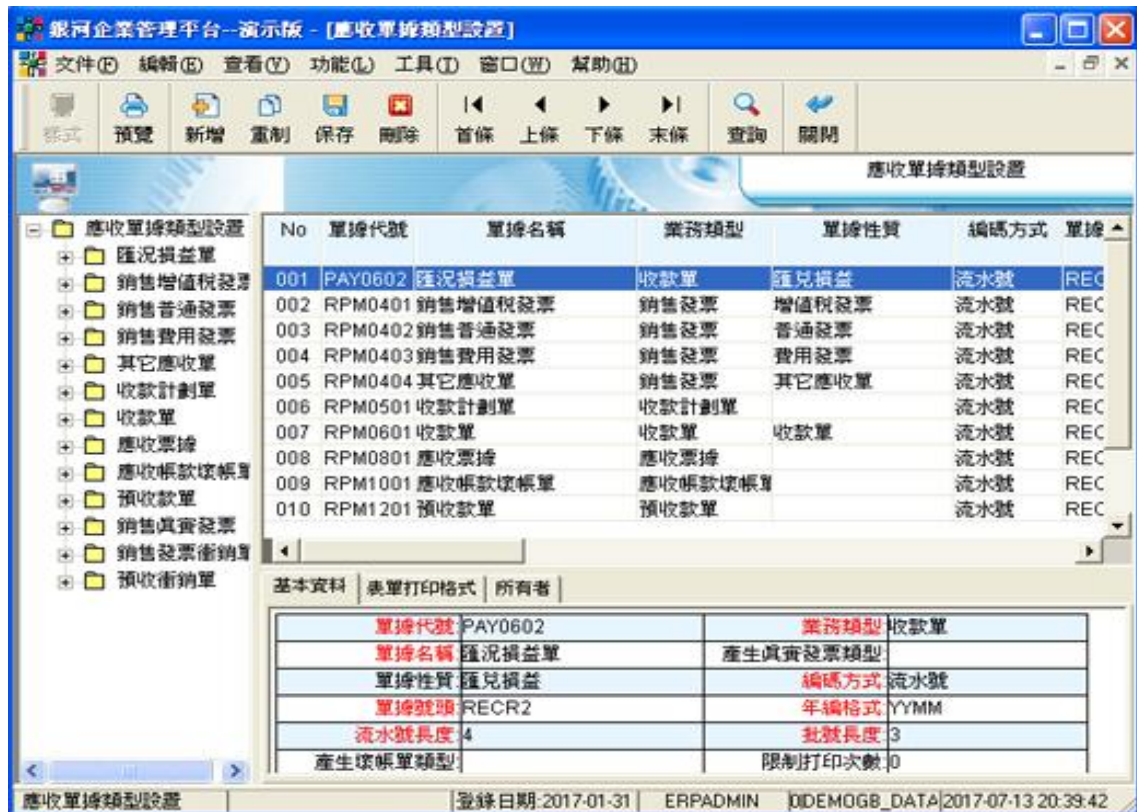 銀河企業管理平台--演示版 - [應收單據類型設置]
文件(F) 編輯(E) 查看(V) 功能(L) 工具(T) 窗口(W) 幫助(H)
樣式 預覽 新增 重制 保存 刪除 首條 上條 下條 末條 查詢 關閉
應收單據類型設置
應收單據類型設置
匯況損益單
銷售增值稅發票
銷售普通發票
銷售費用發票
其它應收單
收款計劃單
收款單
應收票據
應收帳款壞帳單
預收款單
銷售真實發票
銷售發票衝銷單
預收衝銷單
No 單據代號 單據名稱 業務類型 單據性質 編碼方式 單據
001 PAY0602 匯況損益單 收款單 匯兌損益 流水號 REC
002 RPM0401 銷售增值稅發票 銷售發票 增值稅發票 流水號 REC
003 RPM0402 銷售普通發票 銷售發票 普通發票 流水號 REC
004 RPM0403 銷售費用發票 銷售發票 費用發票 流水號 REC
005 RPM0404 其它應收單 銷售發票 其它應收單 流水號 REC
006 RPM0501 收款計劃單 收款計劃單 流水號 REC
007 RPM0601 收款單 收款單 收款單 流水號 REC
008 RPM0801 應收票據 應收票據 流水號 REC
009 RPM1001 應收帳款壞帳單 應收帳款壞帳單 流水號 REC
010 RPM1201 預收款單 預收款單 流水號 REC
基本資料 表單打印格式 所有者
單據代號:PAY0602 業務類型:收款單
單據名稱:匯況損益單 產生真實發票類型:
單據性質:匯兌損益 編碼方式:流水號
單據號頭:RECR2 年編格式:YYMM
流水號長度:4 批號長度:3
產生壞帳單類型: 限制打印次數:0
應收單據類型設置 登錄日期:2017-01-31 ERPADMIN DEMOGB_DATA 2017-07-13 20:39:42